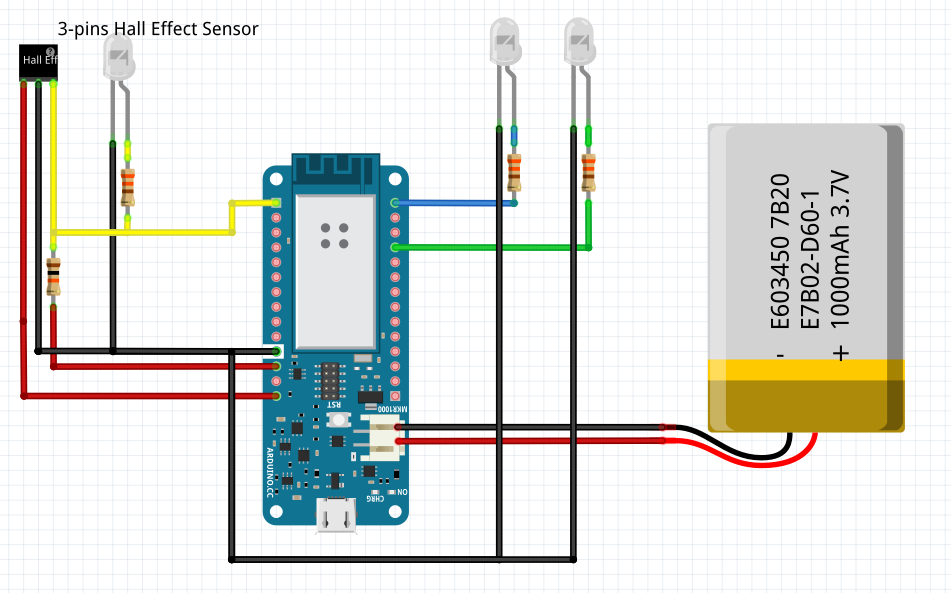 3-pins Hall Effect Sensor
Hall Eff
E603450 7B20
E7B02-D60-1
- + 1000mAh 3.7V
RST
MKR1000
ARDUINO.CC
CHRG
ON